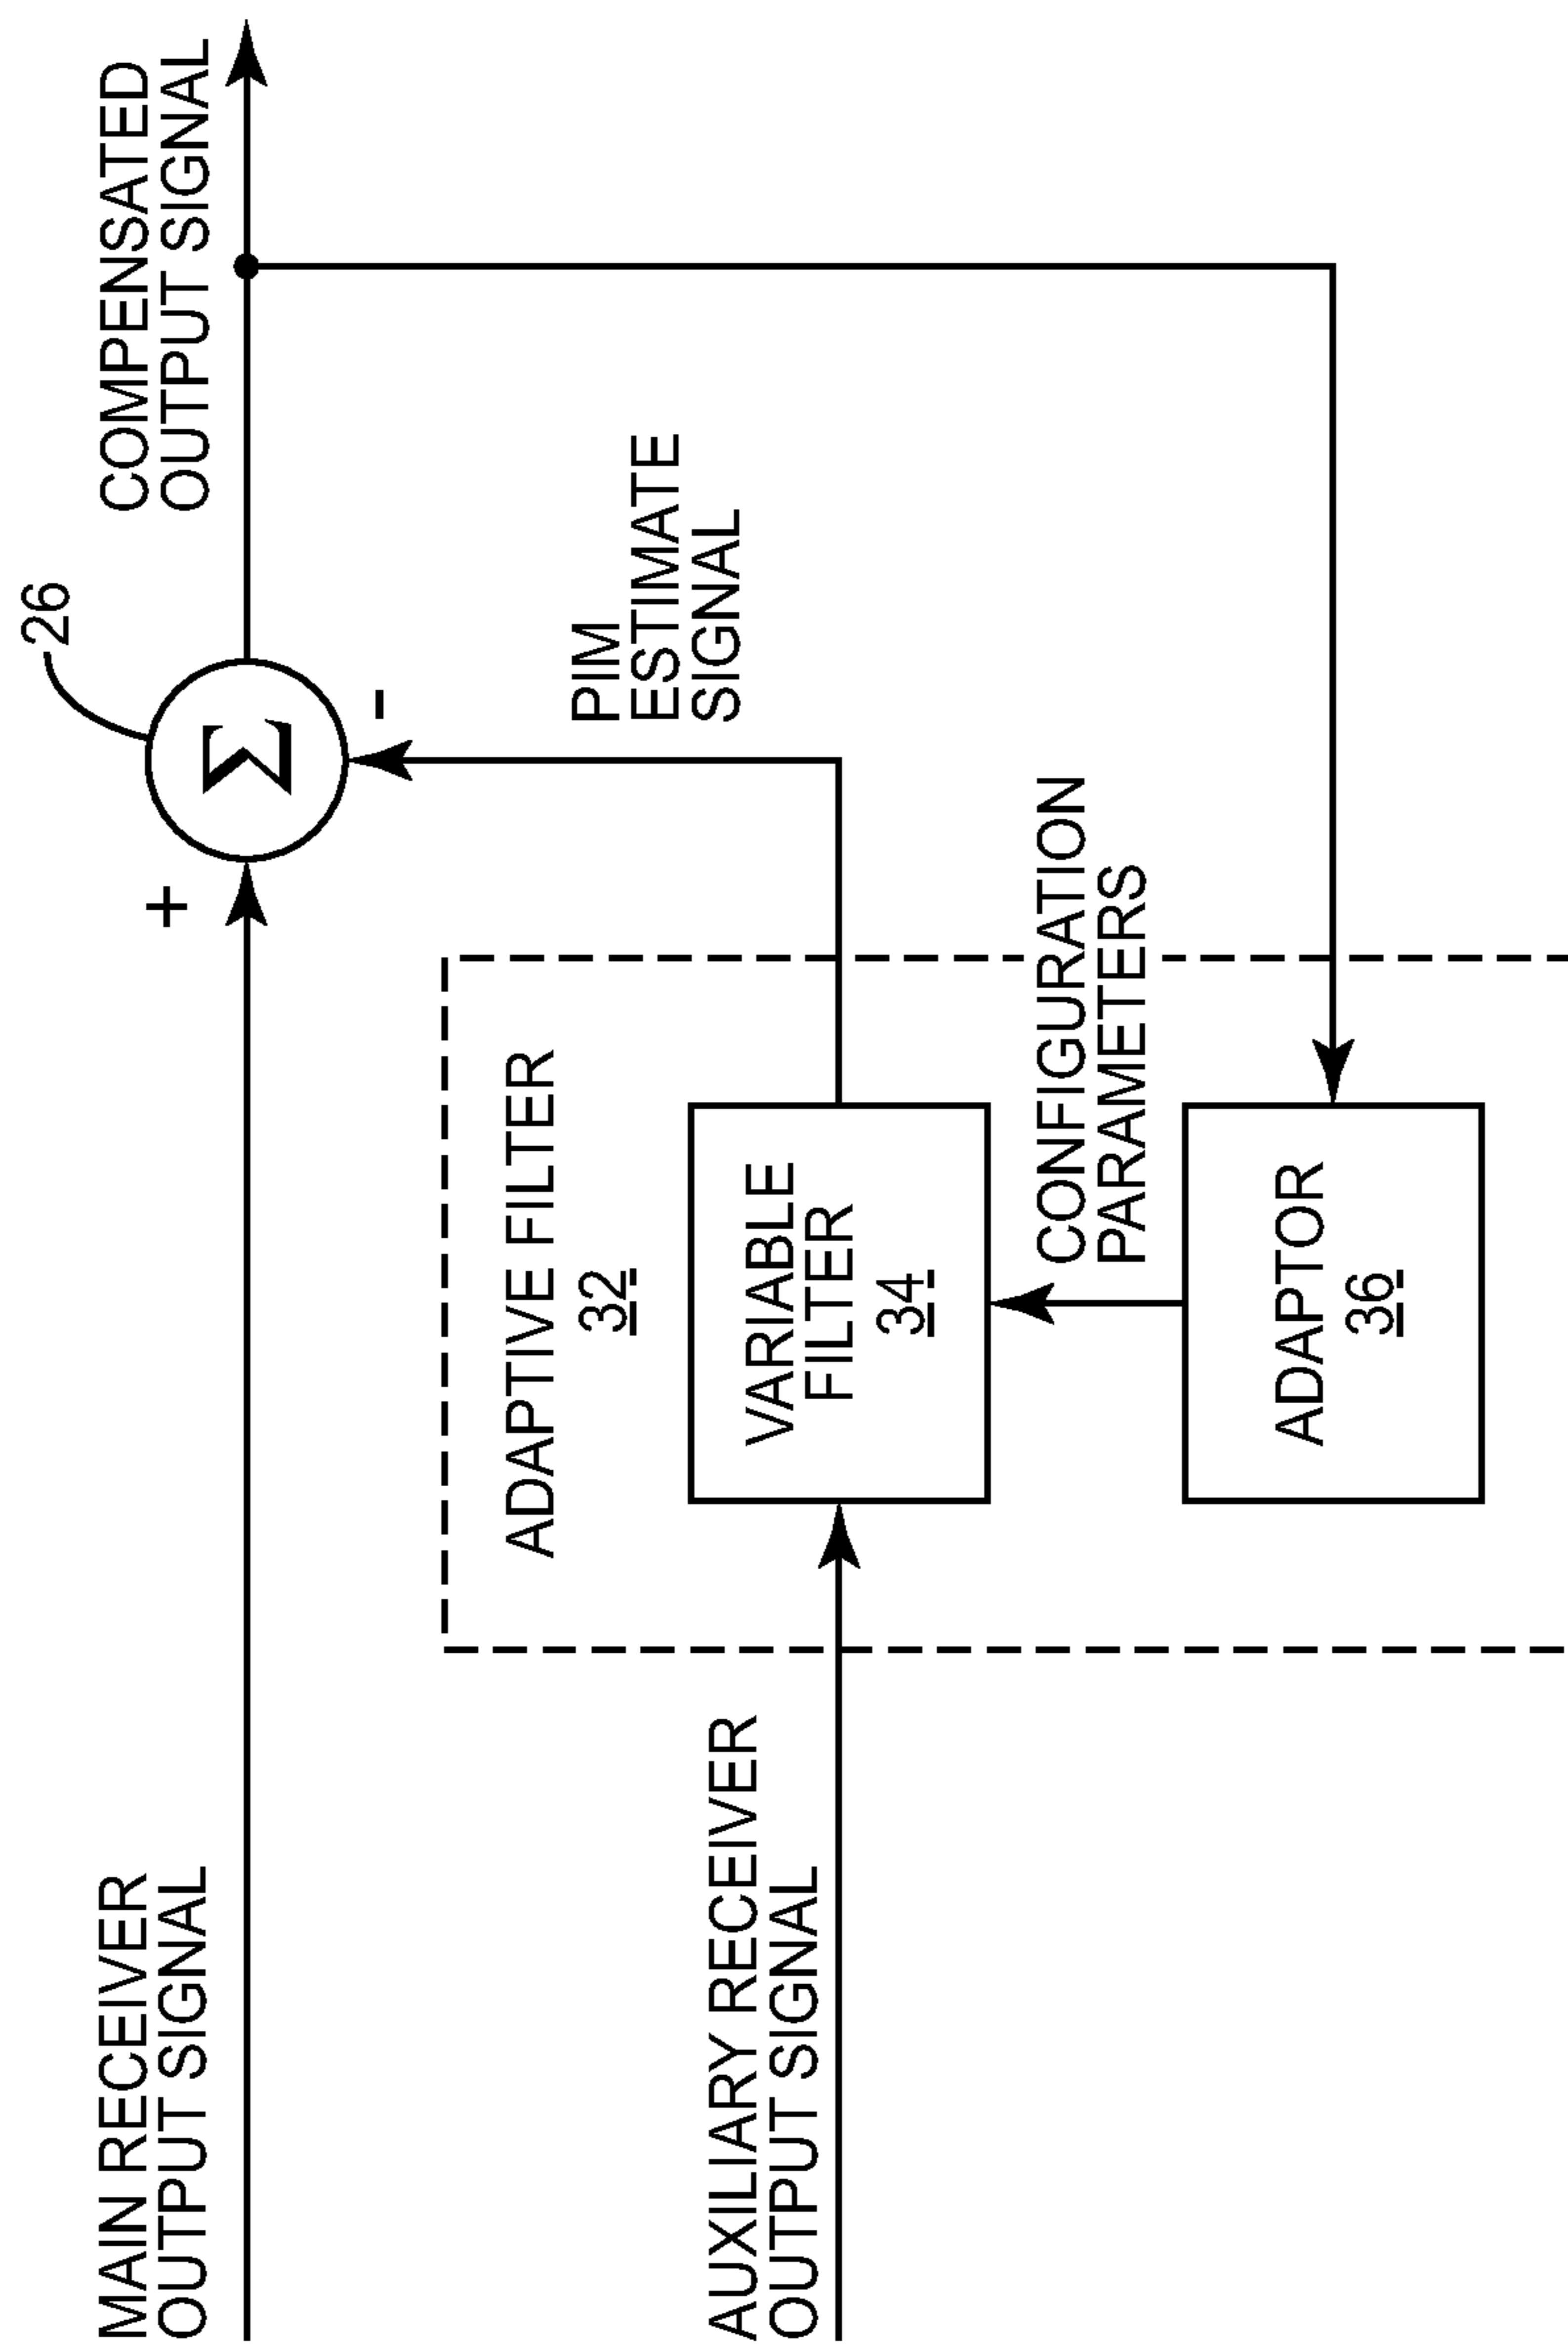 MAIN RECEIVER
OUTPUT SIGNAL
+
Σ
-
26
COMPENSATED
OUTPUT SIGNAL
PIM
ESTIMATE
SIGNAL
ADAPTIVE FILTER
32
AUXILIARY RECEIVER
OUTPUT SIGNAL
VARIABLE
FILTER
34
CONFIGURATION
PARAMETERS
ADAPTOR
36